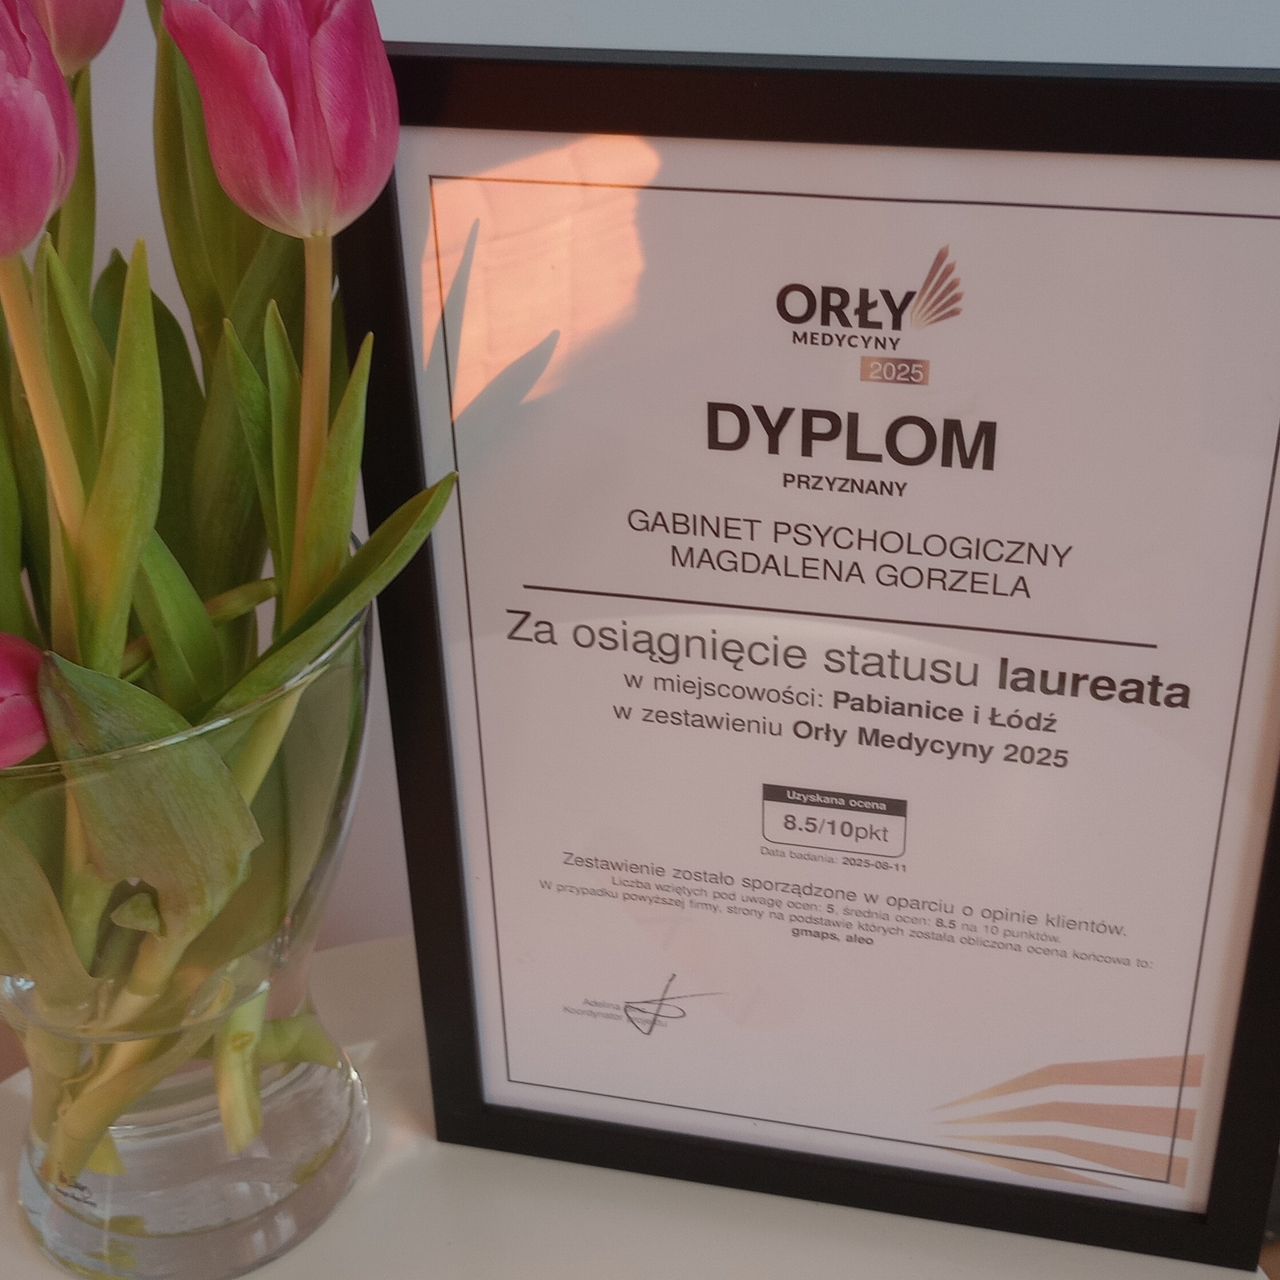 ORŁY
MEDYCYNY
2025
DYPLOM
PRZYZNANY
GABINET PSYCHOLOGICZNY
MAGDALENA GORZELA
Za osiągnięcie statusu laureata
w miejscowości: Pabianice i Łódź
w zestawieniu Orły Medycyny 2025
Uzyskana ocena
8.5/10pkt
Data badania: 2025-08-11
Zestawienie zostało sporządzone w oparciu o opinie klientów.
Liczba wziętych pod uwagę ocen: 5, średnia ocen: 8.5 na 10 punktów.
W przypadku powyższej firmy, strony na podstawie których została obliczona ocena końcowa to:
gmaps, aleo
Adelina
Koordynator projektu